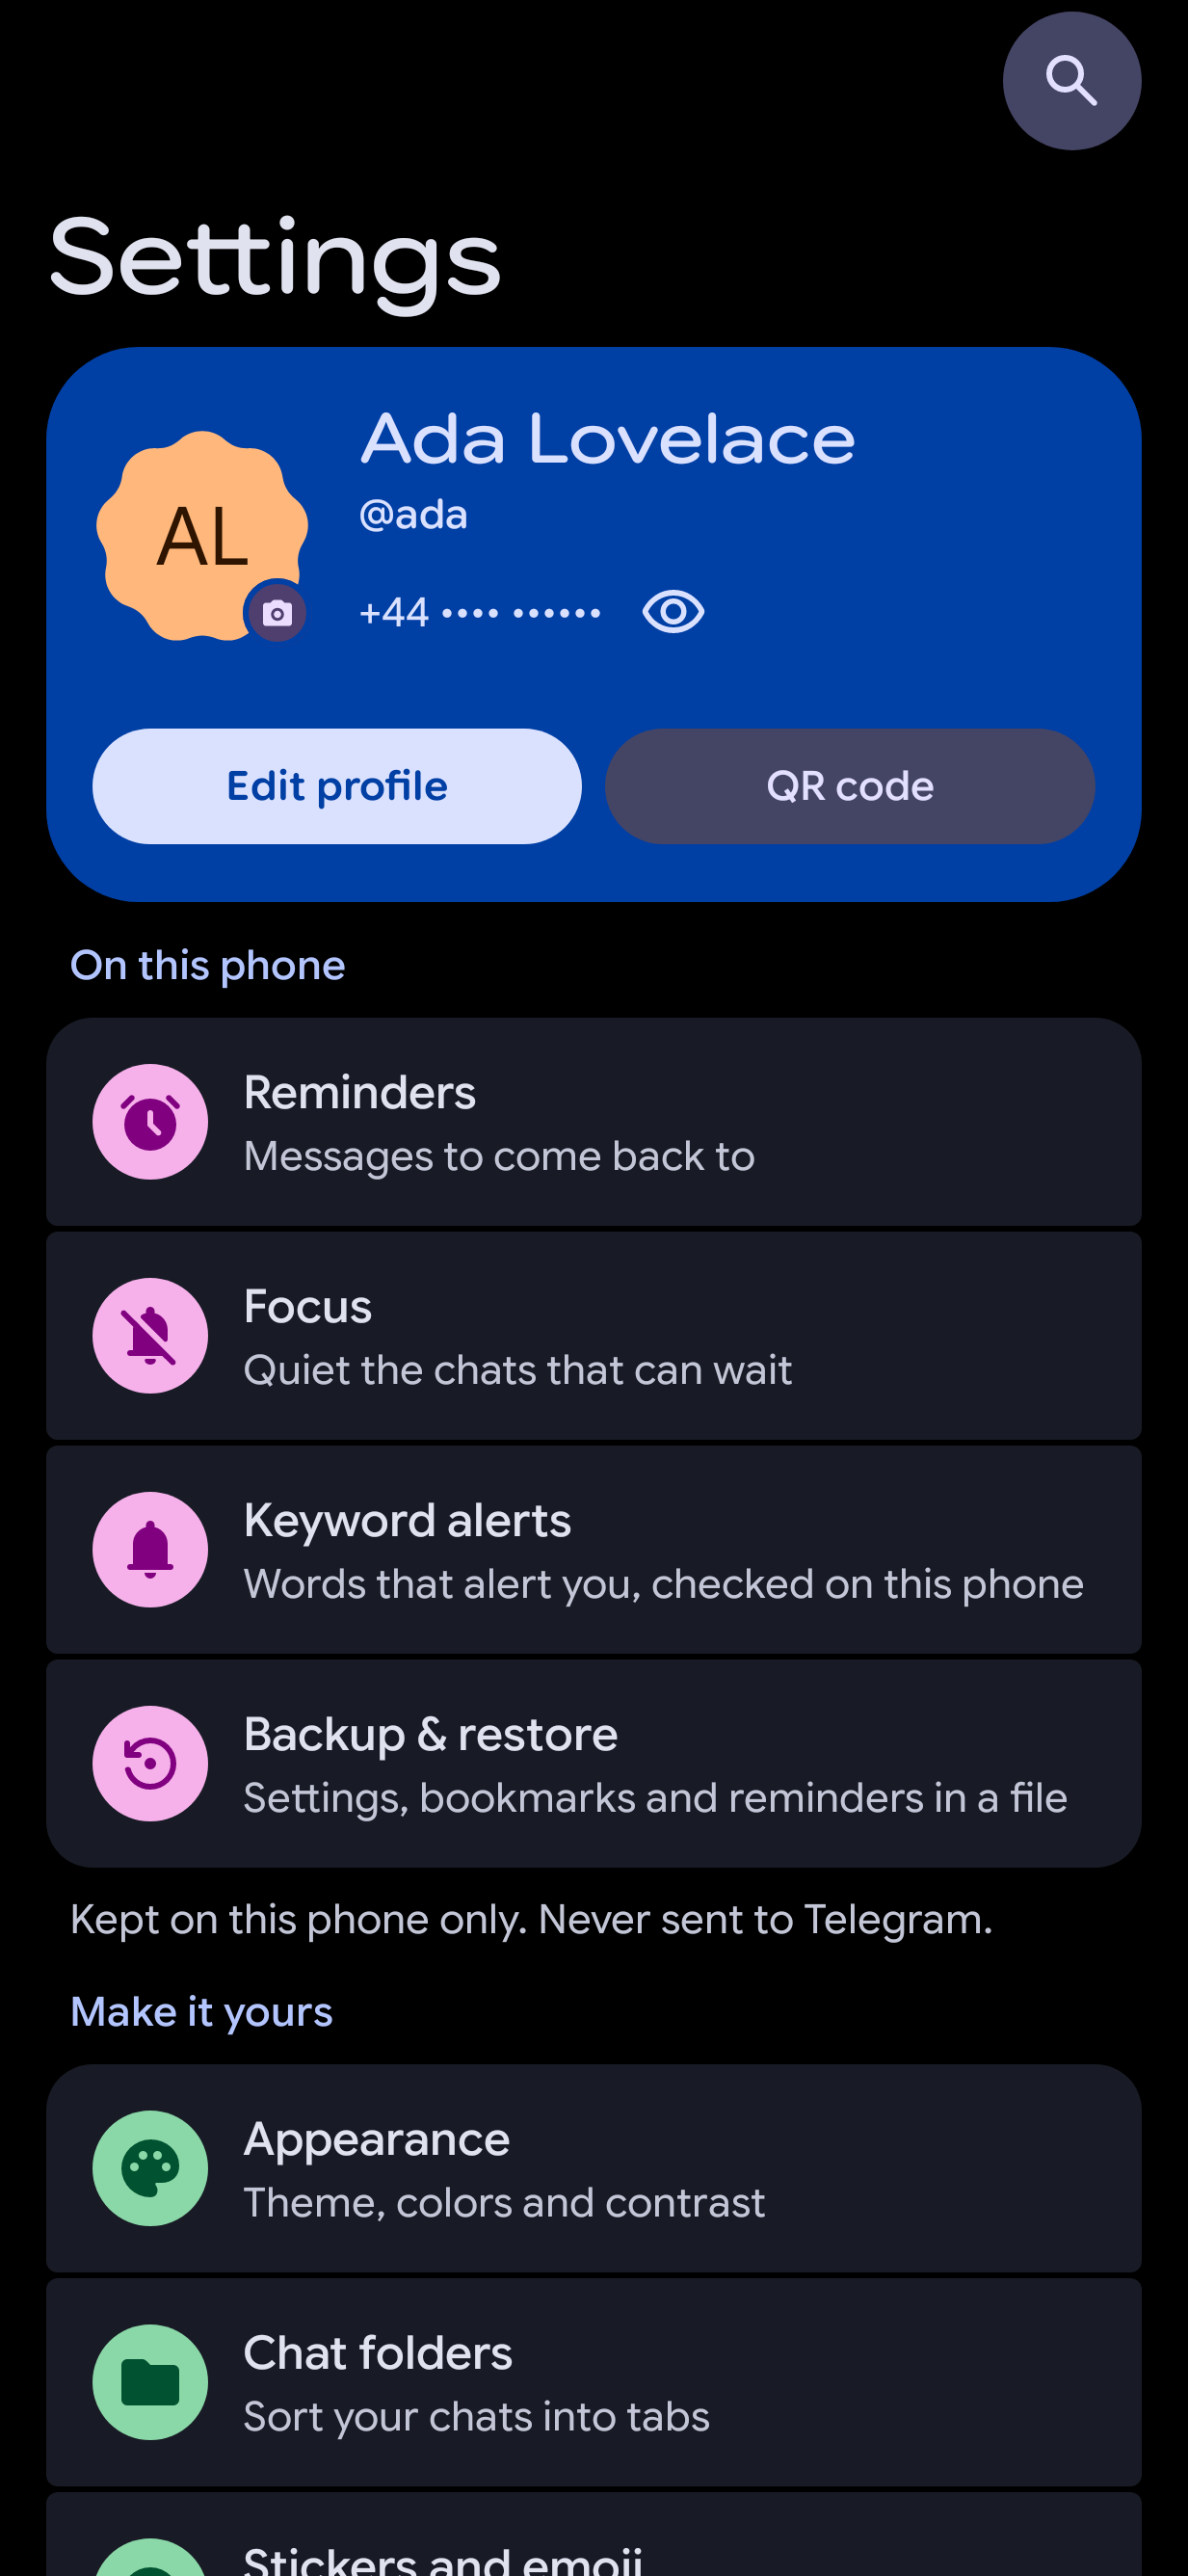 Settings
Ada Lovelace
@ada
AL
+44 •••• ••••••
Edit profile
QR code
On this phone
Reminders
Messages to come back to
Focus
Quiet the chats that can wait
Keyword alerts
Words that alert you, checked on this phone
Backup & restore
Settings, bookmarks and reminders in a file
Kept on this phone only. Never sent to Telegram.
Make it yours
Appearance
Theme, colors and contrast
Chat folders
Sort your chats into tabs
Stickers and emoji